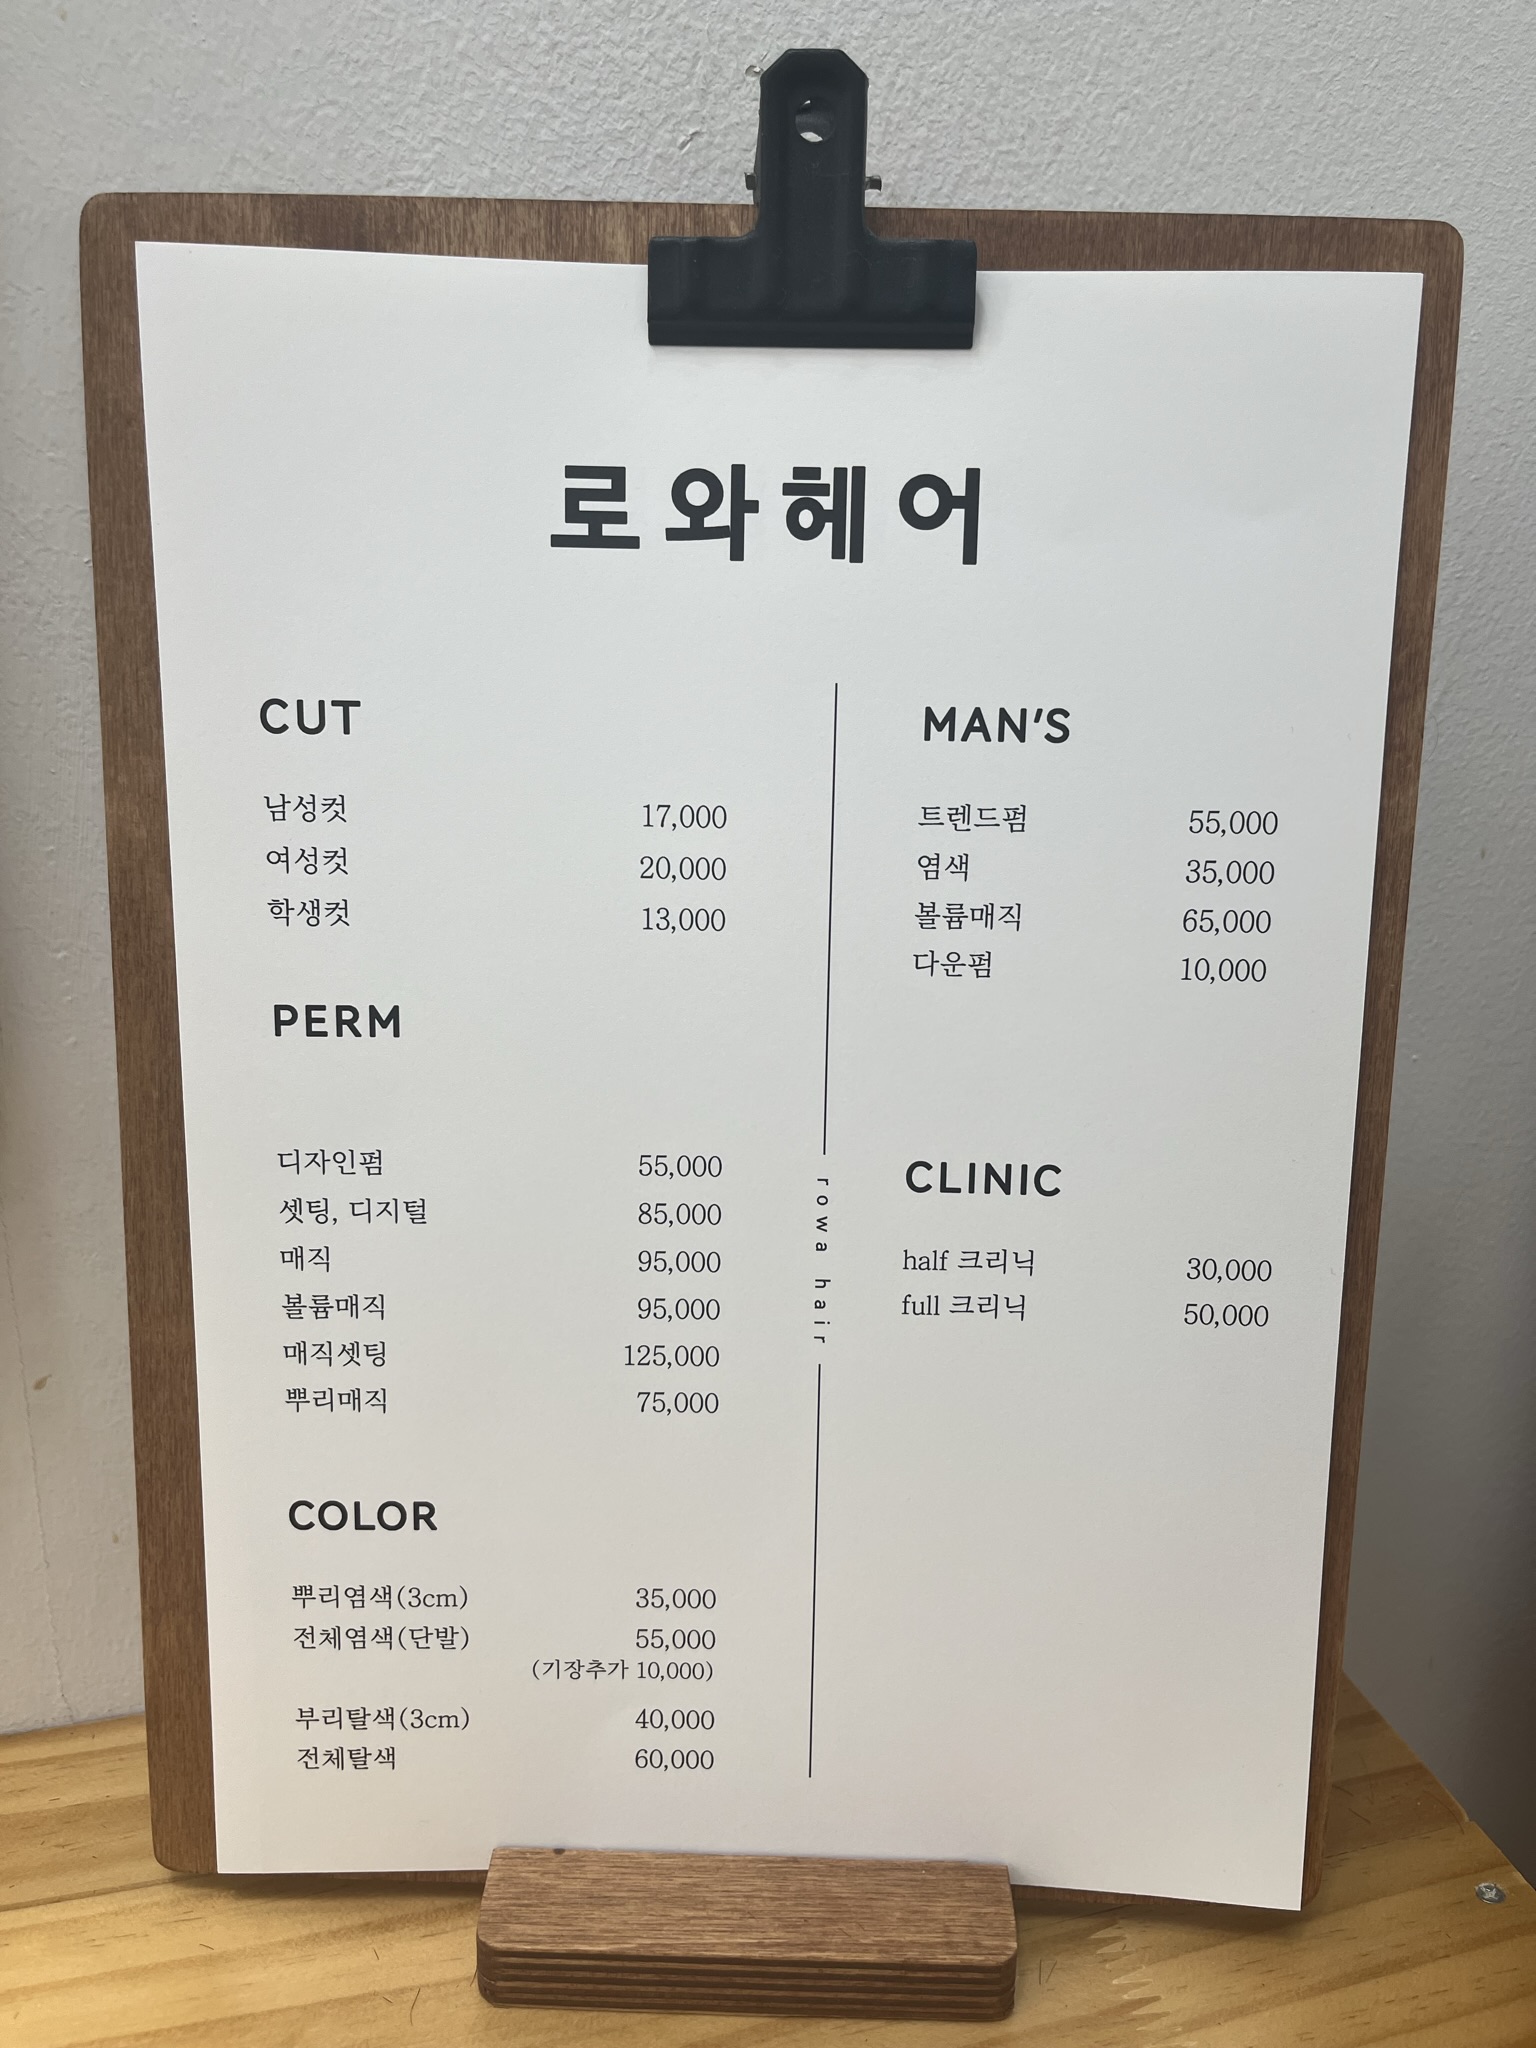 로와헤어
CUT
남성컷 17,000
여성컷 20,000
학생컷 13,000
PERM
디자인펌 55,000
셋팅, 디지털 85,000
매직 95,000
볼륨매직 95,000
매직셋팅 125,000
뿌리매직 75,000
COLOR
뿌리염색(3cm) 35,000
전체염색(단발) 55,000
(기장추가 10,000)
부리탈색(3cm) 40,000
전체탈색 60,000
rowa hair
MAN'S
트렌드펌 55,000
염색 35,000
볼륨매직 65,000
다운펌 10,000
CLINIC
half 크리닉 30,000
full 크리닉 50,000